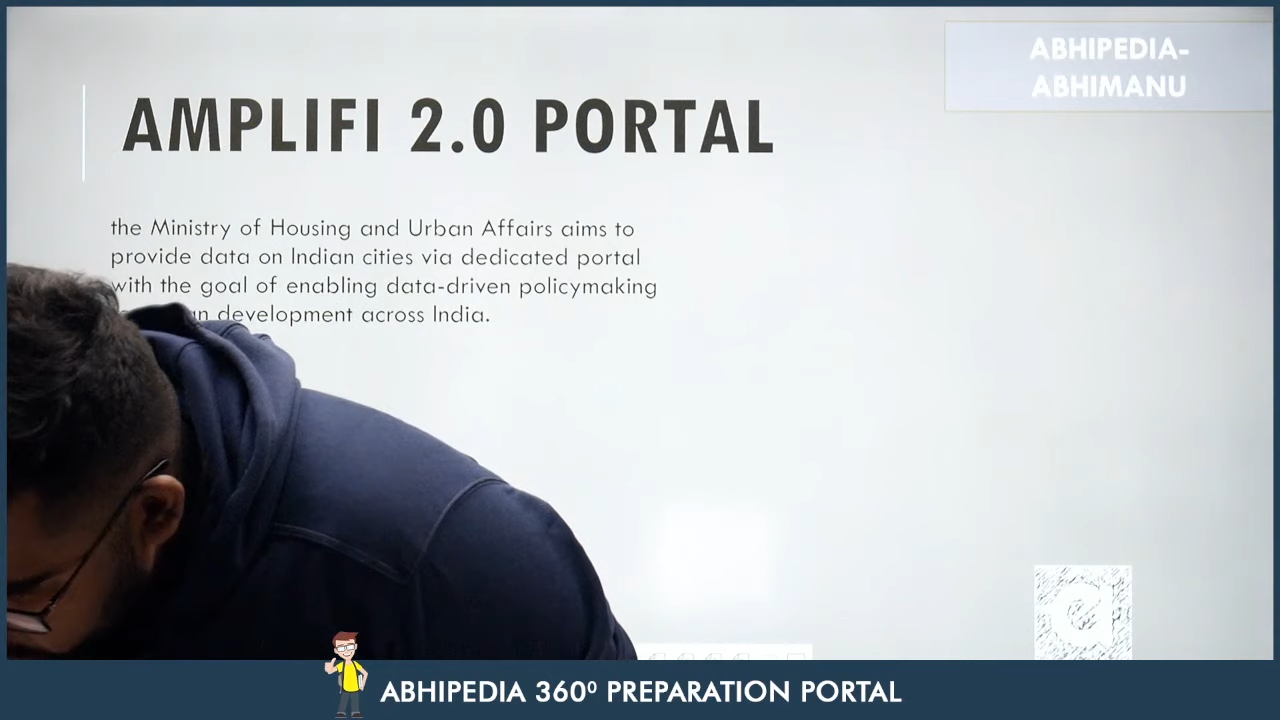 ABHIPEDIA-
ABHIMANU
AMPLIFI 2.0 PORTAL
the Ministry of Housing and Urban Affairs aims to
provide data on Indian cities via dedicated portal
with the goal of enabling data-driven policymaking
development across India.
ABHIPEDIA 360⁰ PREPARATION PORTAL